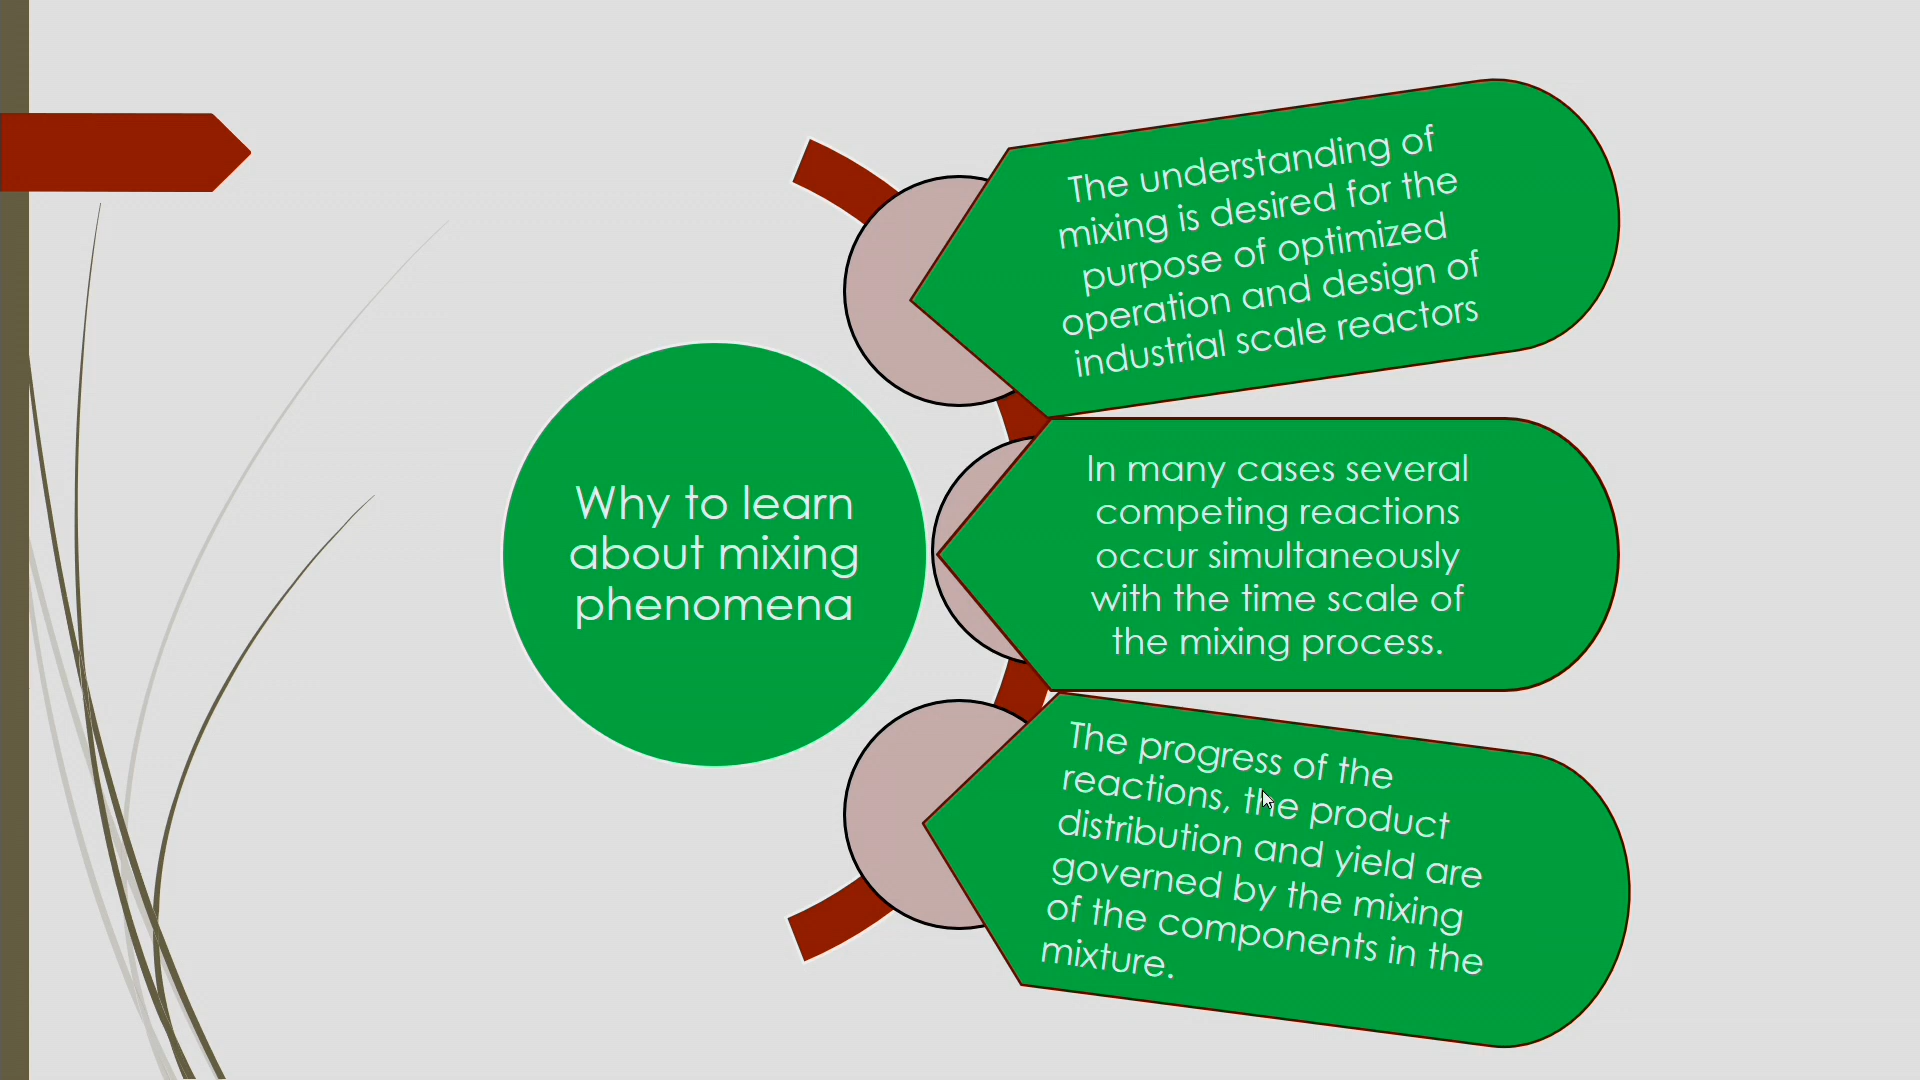 Why to learn
about mixing
phenomena
The understanding of
mixing is desired for the
purpose of optimized
operation and design of
industrial scale reactors
In many cases several
competing reactions
occur simultaneously
with the time scale of
the mixing process.
The progress of the
reactions, the product
distribution and yield are
governed by the mixing
of the components in the
mixture.